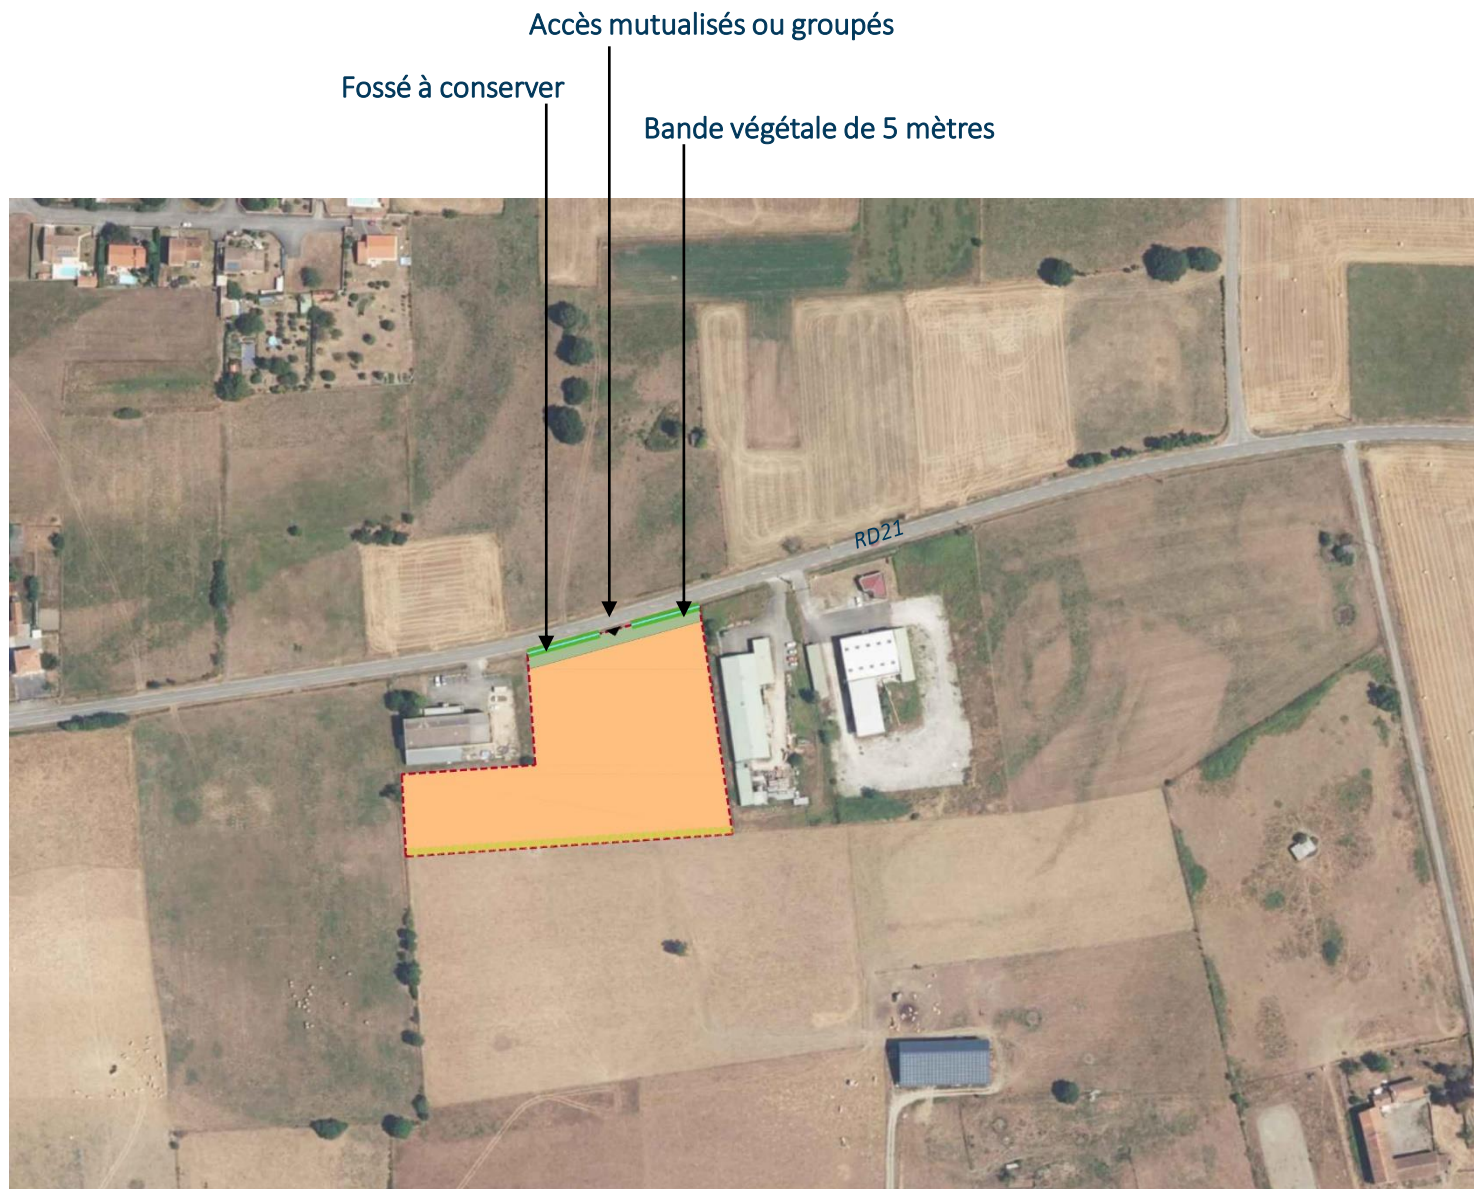 Accès mutualisés ou groupés
Fossé à conserver
Bande végétale de 5 mètres
RD21